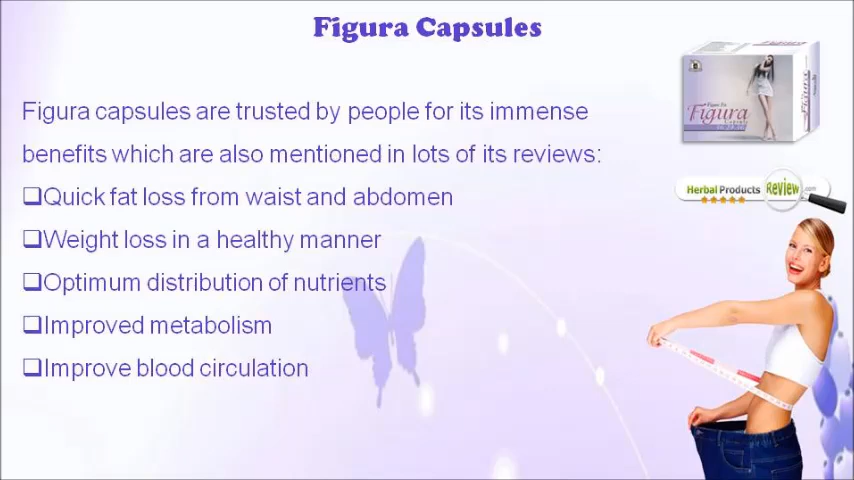 Figura Capsules
Figura capsules are trusted by people for its immense
benefits which are also mentioned in lots of its reviews:
❑Quick fat loss from waist and abdomen
❑Weight loss in a healthy manner
❑Optimum distribution of nutrients
❑Improved metabolism
❑Improve blood circulation
Figura
Herbal Products Review.com